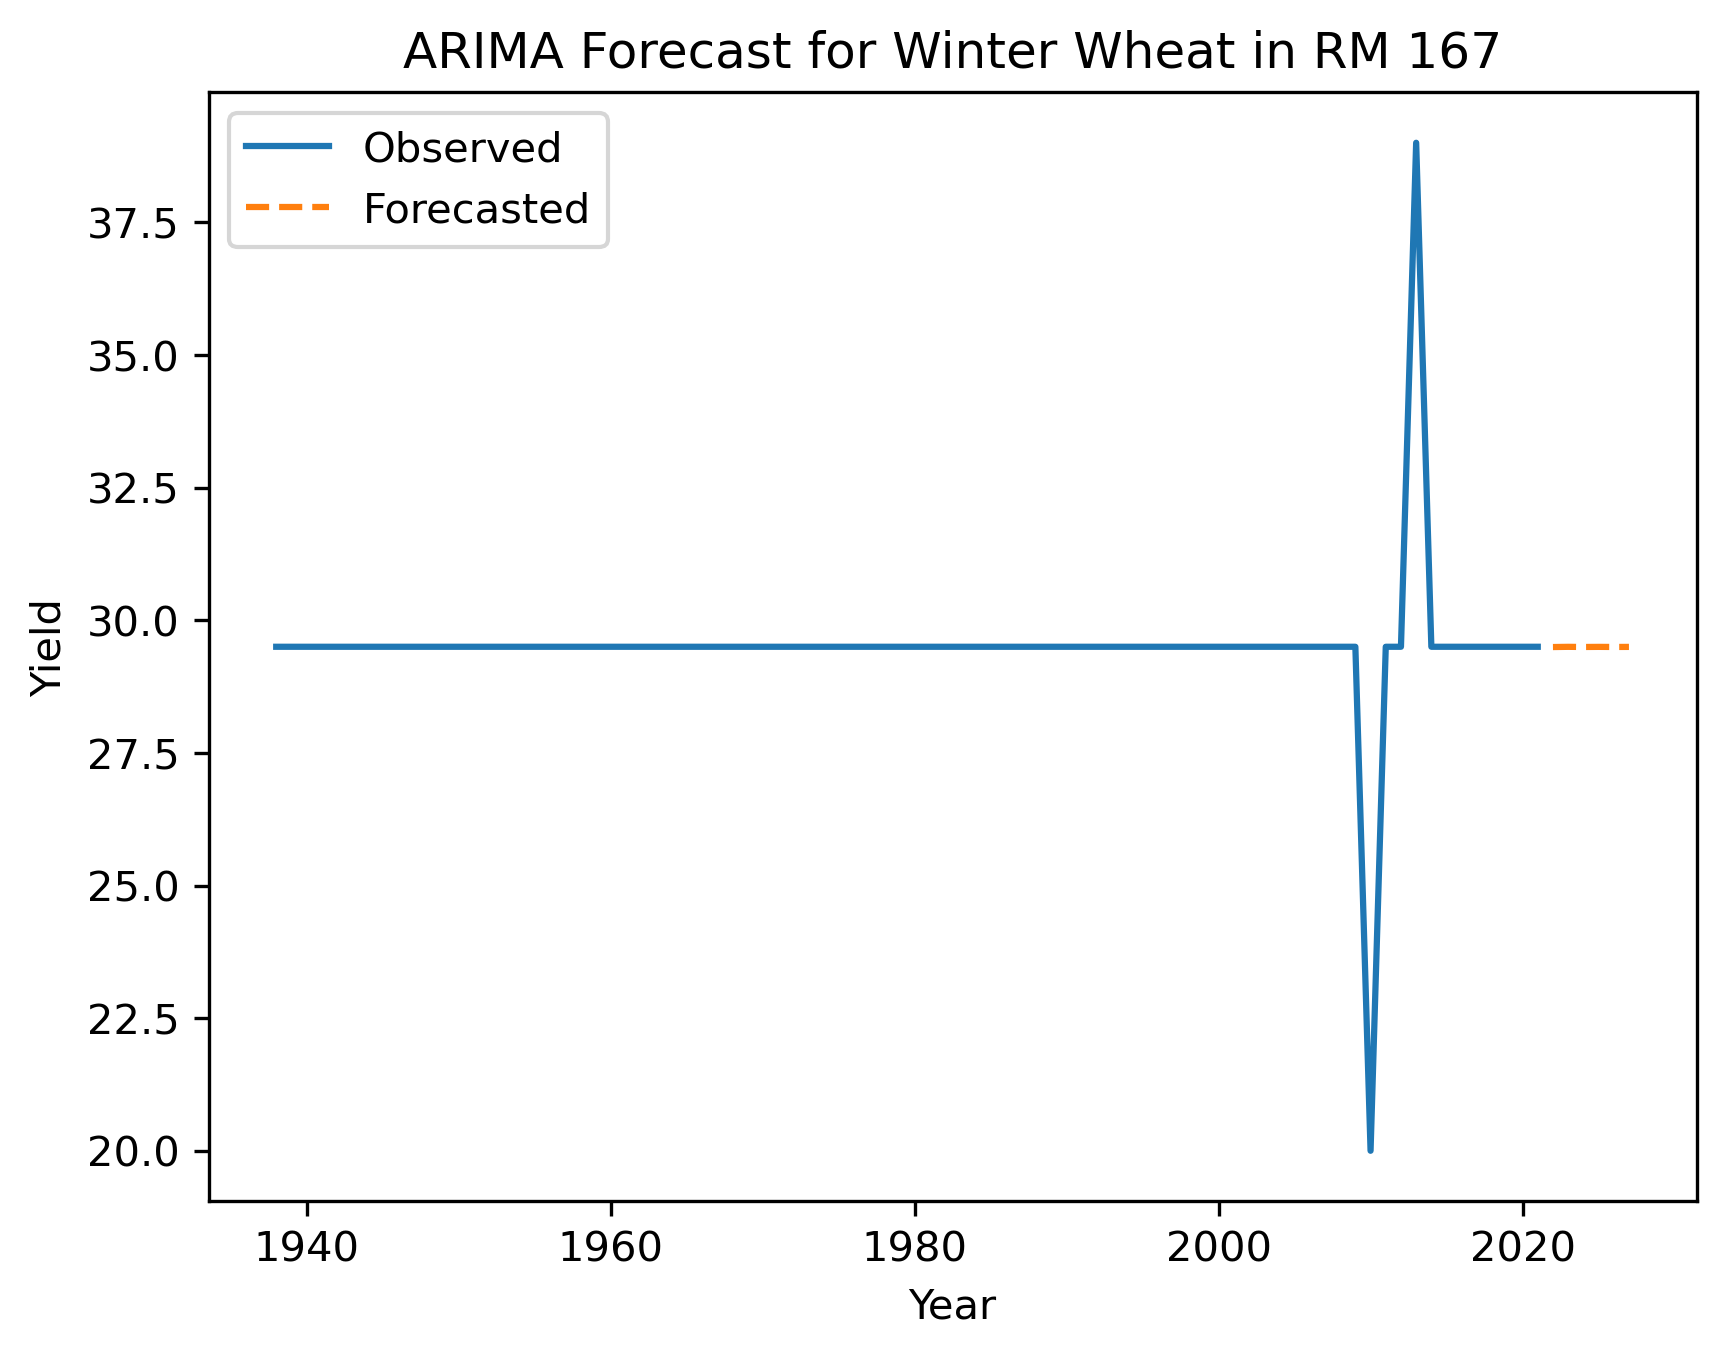 ARIMA Forecast for Winter Wheat in RM 167
Observed
Forecasted
37.5
35.0
32.5
30.0
27.5
25.0
22.5
20.0
Yield
1940 1960 1980 2000 2020
Year